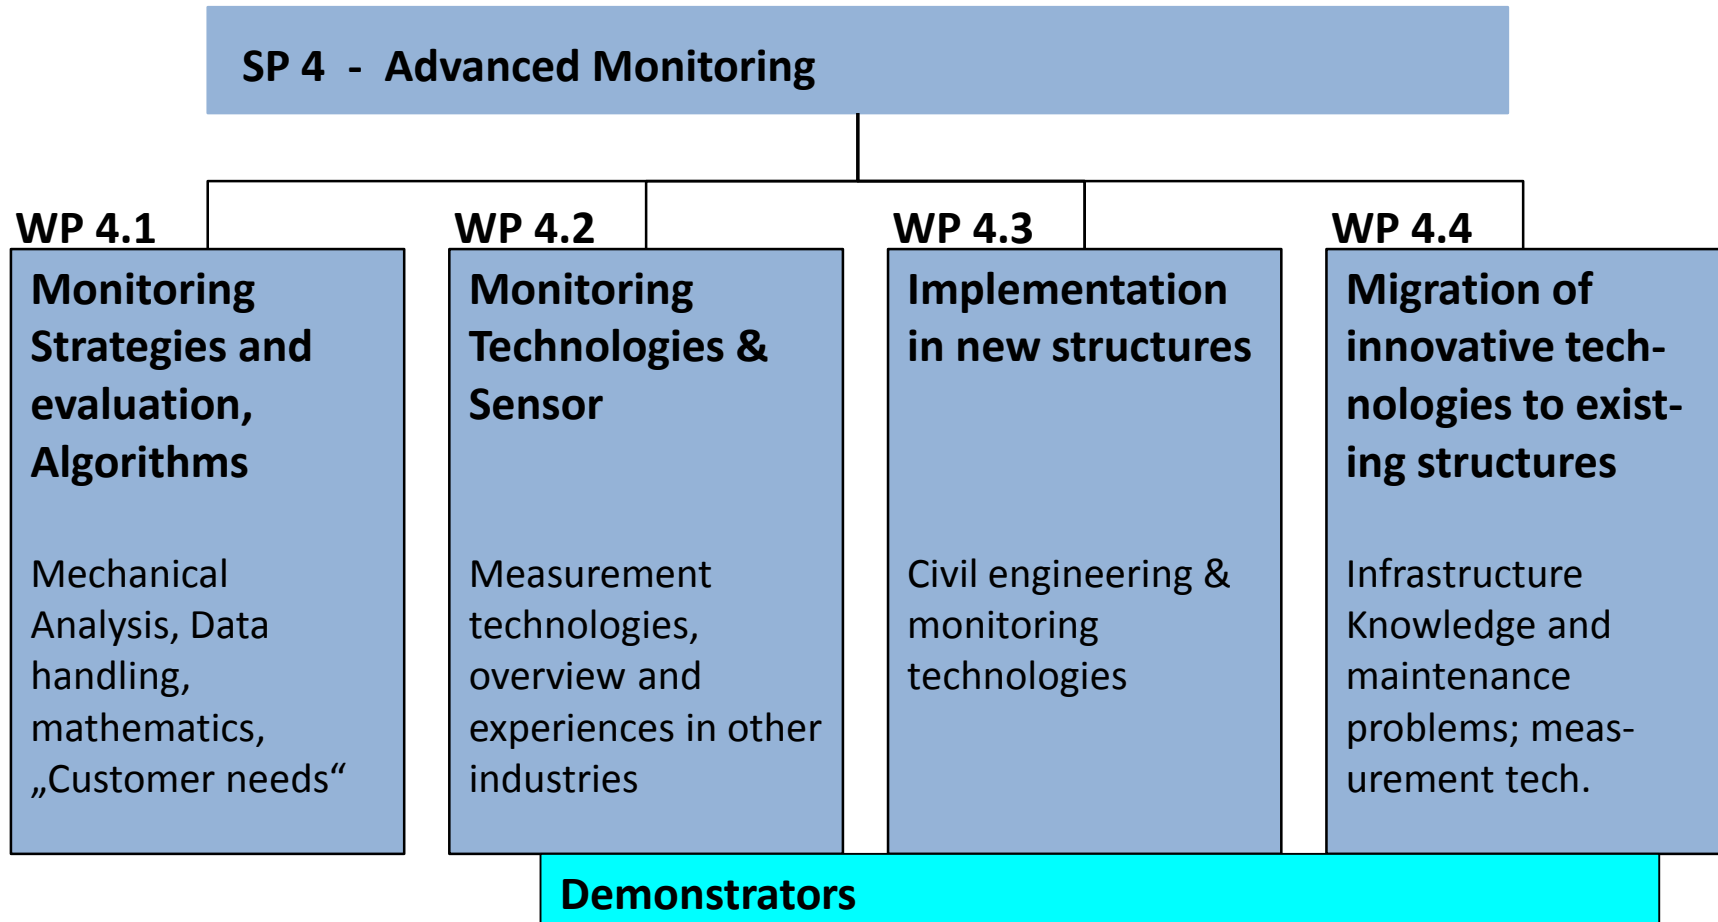 SP 4 - Advanced Monitoring
WP 4.1
Monitoring
Strategies and
evaluation,
Algorithms
Mechanical
Analysis, Data
handling,
mathematics,
„Customer needs“
WP 4.2
Monitoring
Technologies &
Sensor
Measurement
technologies,
overview and
experiences in other
industries
WP 4.3
Implementation
in new structures
Civil engineering &
monitoring
technologies
WP 4.4
Migration of
innovative tech-
nologies to exist-
ing structures
Infrastructure
Knowledge and
maintenance
problems; meas-
urement tech.
Demonstrators